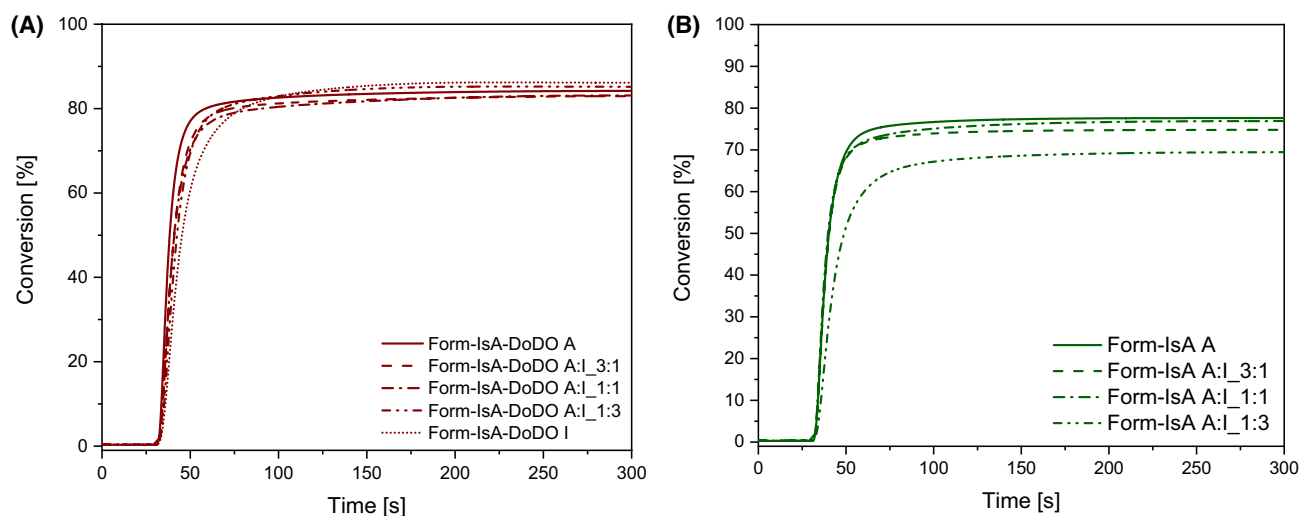 (A)
100
80
60
40
20
0
Conversion [%]
Form-IsA-DoDO A
Form-IsA-DoDO A:I_3:1
Form-IsA-DoDO A:I_1:1
Form-IsA-DoDO A:I_1:3
Form-IsA-DoDO I
0 50 100 150 200 250 300
Time [s]
(B)
100
90
80
70
60
50
40
30
20
10
0
Conversion [%]
Form-IsA A
Form-IsA A:I_3:1
Form-IsA A:I_1:1
Form-IsA A:I_1:3
0 50 100 150 200 250 300
Time [s]